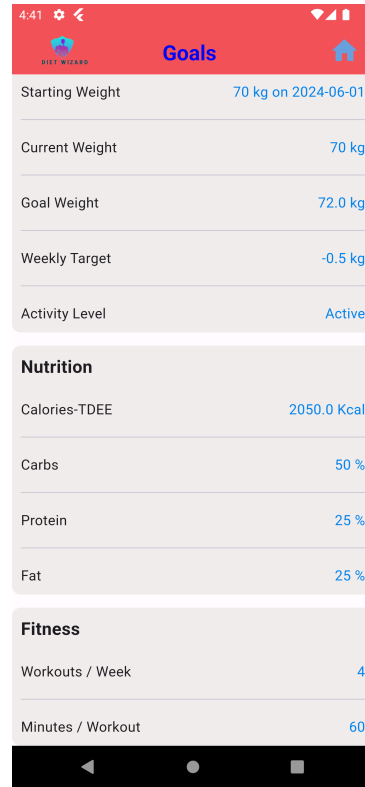 4:41
DIET WIZARD
Goals
Starting Weight 70 kg on 2024-06-01
Current Weight 70 kg
Goal Weight 72.0 kg
Weekly Target -0.5 kg
Activity Level Active
Nutrition
Calories-TDEE 2050.0 Kcal
Carbs 50 %
Protein 25 %
Fat 25 %
Fitness
Workouts / Week 4
Minutes / Workout 60